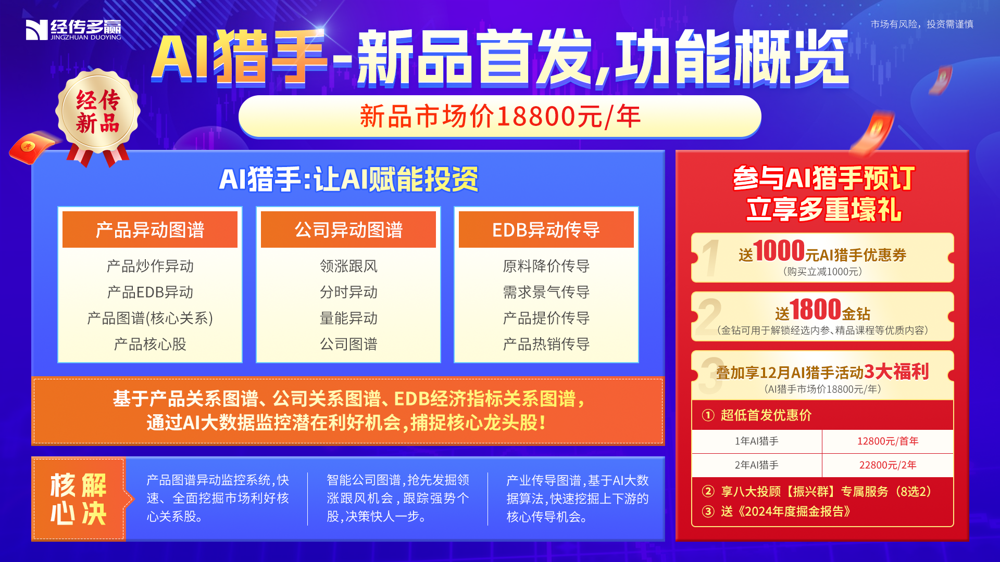 经传多赢
JINGZHUAN DUOYING
市场有风险，投资需谨慎
AI猎手-新品首发,功能概览
经传
新品
新品市场价18800元/年
AI猎手:让AI赋能投资
产品异动图谱
产品炒作异动
产品EDB异动
产品图谱(核心关系)
产品核心股
公司异动图谱
领涨跟风
分时异动
量能异动
公司图谱
EDB异动传导
原料降价传导
需求景气传导
产品提价传导
产品热销传导
基于产品关系图谱、公司关系图谱、EDB经济指标关系图谱，
通过AI大数据监控潜在利好机会,捕捉核心龙头股！
核 解
心 决
产品图谱异动监控系统,快
速、全面挖掘市场利好核
心关系股。
智能公司图谱,抢先发掘领
涨跟风机会,跟踪强势个
股,决策快人一步。
产业传导图谱,基于AI大数
据算法,快速挖掘上下游的
核心传导机会。
参与AI猎手预订
立享多重壕礼
1
送1000元AI猎手优惠券
（购买立减1000元）
2
送1800金钻
（金钻可用于解锁经选内参、精品课程等优质内容）
3
叠加享12月AI猎手活动3大福利
（AI猎手市场价18800元/年）
① 超低首发优惠价
1年AI猎手 12800元/首年
2年AI猎手 22800元/2年
② 享八大投顾【振兴群】专属服务（8选2）
③ 送《2024年度掘金报告》